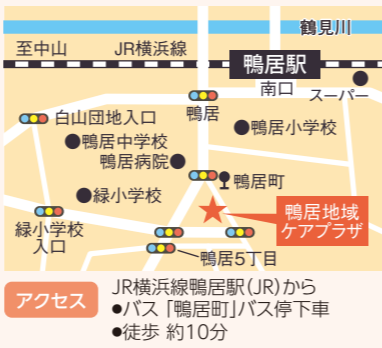 鶴見川
至中山 JR横浜線
鴨居駅
南口
スーパー
白山団地入口
鴨居
鴨居小学校
鴨居中学校
鴨居病院
鴨居町
緑小学校
鴨居地域
ケアプラザ
緑小学校
入口
鴨居5丁目
アクセス
JR横浜線鴨居駅(JR)から
●バス「鴨居町」バス停下車
●徒歩 約10分